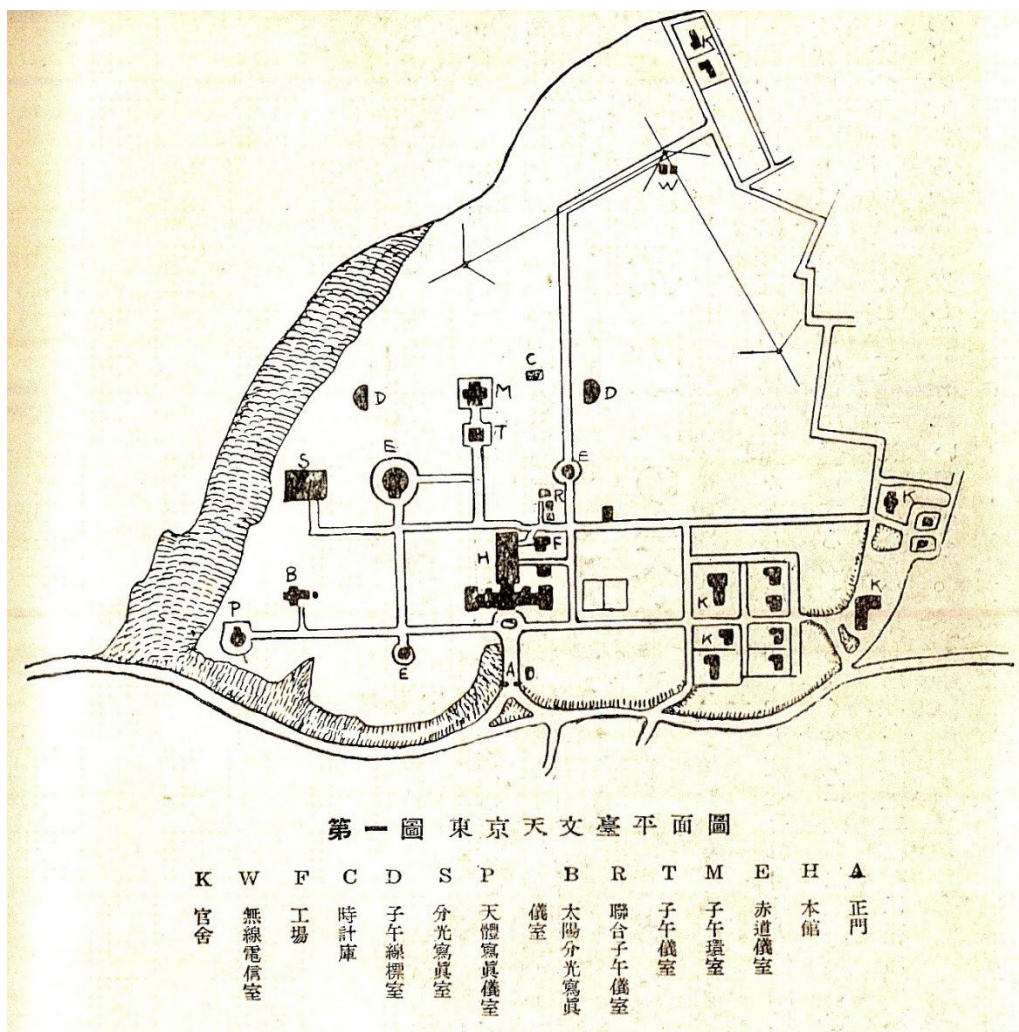 K
K
W
C
D
M
D
T
E
E
S
R
K
F
H
B
K
K
P
K
E
A
第一圖 東京天文臺平面圖
A 正門
H 本館
E 赤道儀室
M 子午環室
T 子午儀室
R 聯合子午儀室
B 太陽分光寫眞
儀室
P 天體寫眞儀室
S 分光寫眞室
D 子午線標室
C 時計庫
F 工場
W 無線電信室
K 官舍